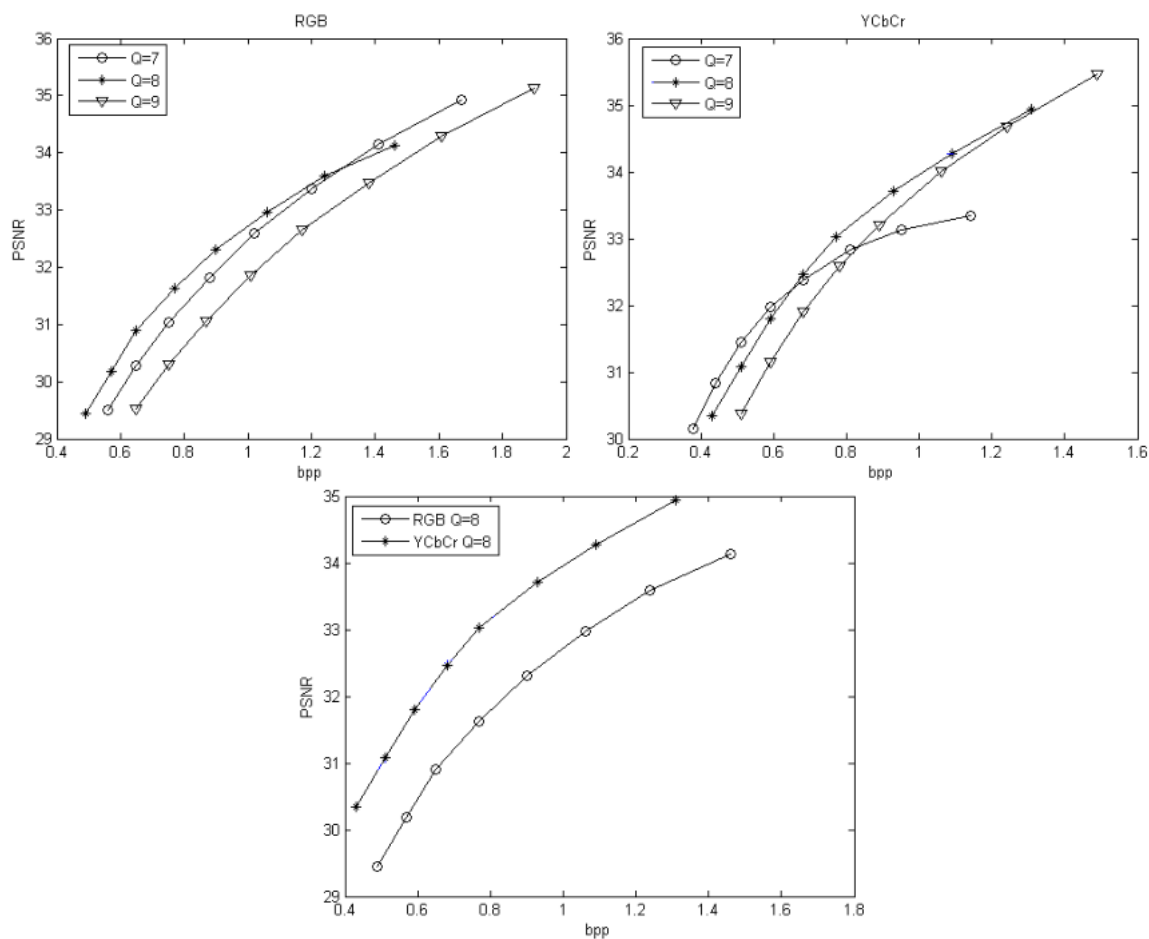 RGB
36
35
34
33
32
31
30
29
PSNR
Q=7
Q=8
Q=9
0.4 0.6 0.8 1 1.2 1.4 1.6 1.8 2
bpp
YCbCr
36
35
34
33
32
31
30
PSNR
Q=7
Q=8
Q=9
0.2 0.4 0.6 0.8 1 1.2 1.4 1.6
bpp
35
34
33
32
31
30
29
PSNR
RGB Q=8
YCbCr Q=8
0.4 0.6 0.8 1 1.2 1.4 1.6 1.8
bpp